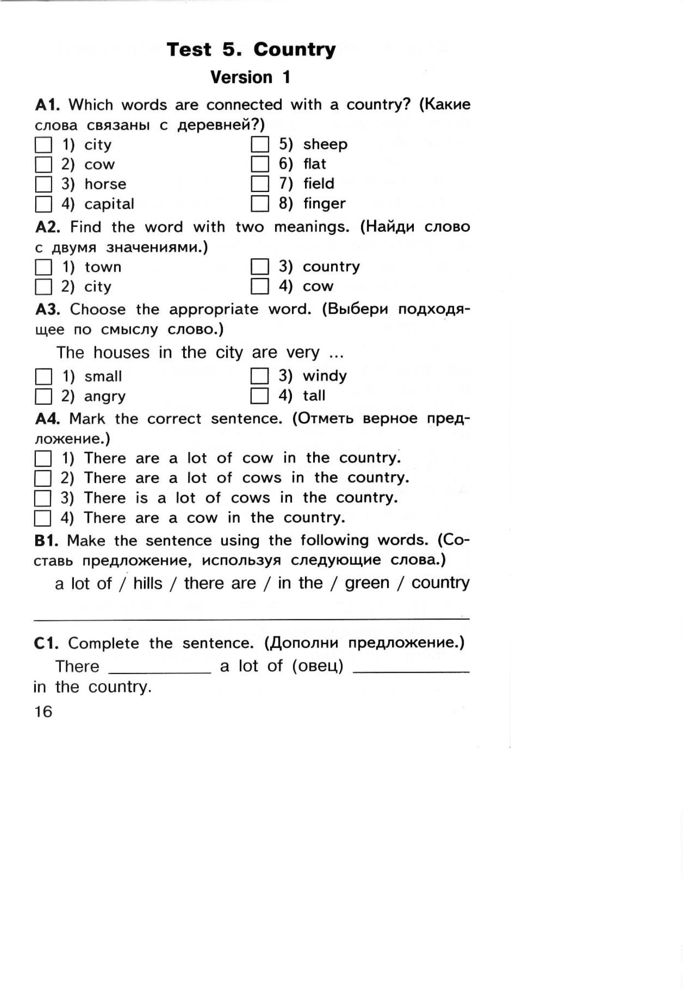 Test 5. Country
Version 1
A1. Which words are connected with a country? (Какие
слова связаны с деревней?)
1) city
2) cow
3) horse
4) capital
5) sheep
6) flat
7) field
8) finger
A2. Find the word with two meanings. (Найди слово
с двумя значениями.)
1) town
2) city
3) country
4) cow
A3. Choose the appropriate word. (Выбери подходя-
щее по смыслу слово.)
The houses in the city are very ...
1) small
2) angry
3) windy
4) tall
A4. Mark the correct sentence. (Отметь верное пред-
ложение.)
1) There are a lot of cow in the country.
2) There are a lot of cows in the country.
3) There is a lot of cows in the country.
4) There are a cow in the country.
B1. Make the sentence using the following words. (Со-
ставь предложение, используя следующие слова.)
a lot of / hills / there are / in the / green / country
C1. Complete the sentence. (Дополни предложение.)
There ____________ a lot of (овец) ______________
in the country.
16